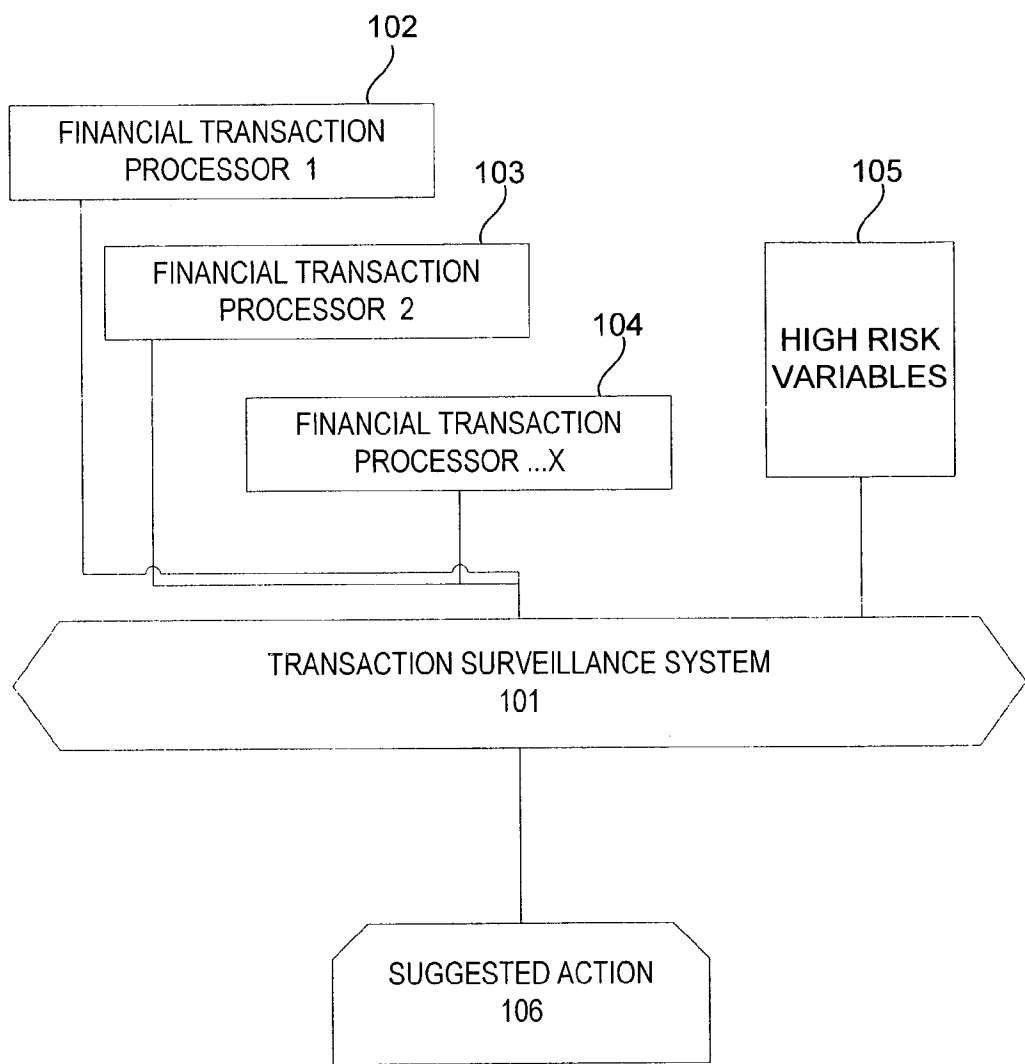 102
FINANCIAL TRANSACTION
PROCESSOR 1
103
FINANCIAL TRANSACTION
PROCESSOR 2
104
FINANCIAL TRANSACTION
PROCESSOR ...X
105
HIGH RISK
VARIABLES
TRANSACTION SURVEILLANCE SYSTEM
101
SUGGESTED ACTION
106